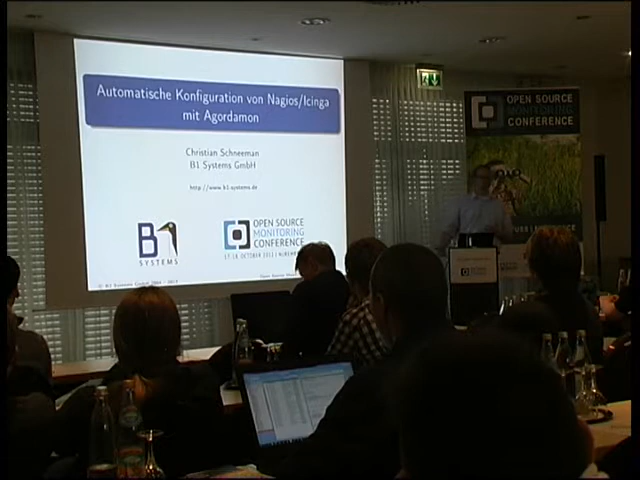 Automatische Konfiguration von Nagios/Icinga
mit Agordamon
Christian Schneeman
B1 Systems GmbH
http://www.b1-systems.de
B1
SYSTEMS
OPEN SOURCE
MONITORING
CONFERENCE
OPEN SOURCE
MONITORING
CONFERENCE